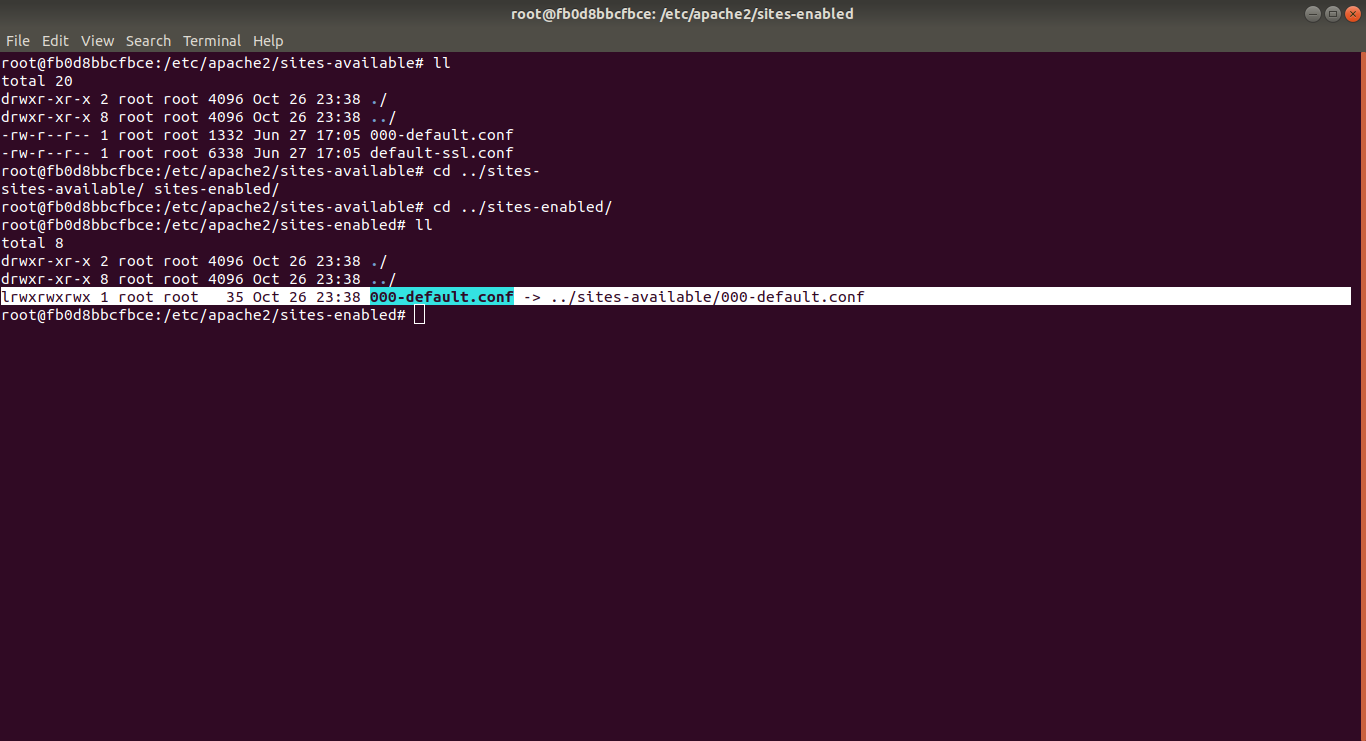 root@fb0d8bbcfbce: /etc/apache2/sites-enabled
File Edit View Search Terminal Help
root@fb0d8bbcfbce:/etc/apache2/sites-available# ll
total 20
drwxr-xr-x 2 root root 4096 Oct 26 23:38 ./
drwxr-xr-x 8 root root 4096 Oct 26 23:38 ../
-rw-r--r-- 1 root root 1332 Jun 27 17:05 000-default.conf
-rw-r--r-- 1 root root 6338 Jun 27 17:05 default-ssl.conf
root@fb0d8bbcfbce:/etc/apache2/sites-available# cd ../sites-
sites-available/ sites-enabled/
root@fb0d8bbcfbce:/etc/apache2/sites-available# cd ../sites-enabled/
root@fb0d8bbcfbce:/etc/apache2/sites-enabled# ll
total 8
drwxr-xr-x 2 root root 4096 Oct 26 23:38 ./
drwxr-xr-x 8 root root 4096 Oct 26 23:38 ../
lrwxrwxrwx 1 root root   35 Oct 26 23:38 000-default.conf -> ../sites-available/000-default.conf
root@fb0d8bbcfbce:/etc/apache2/sites-enabled#